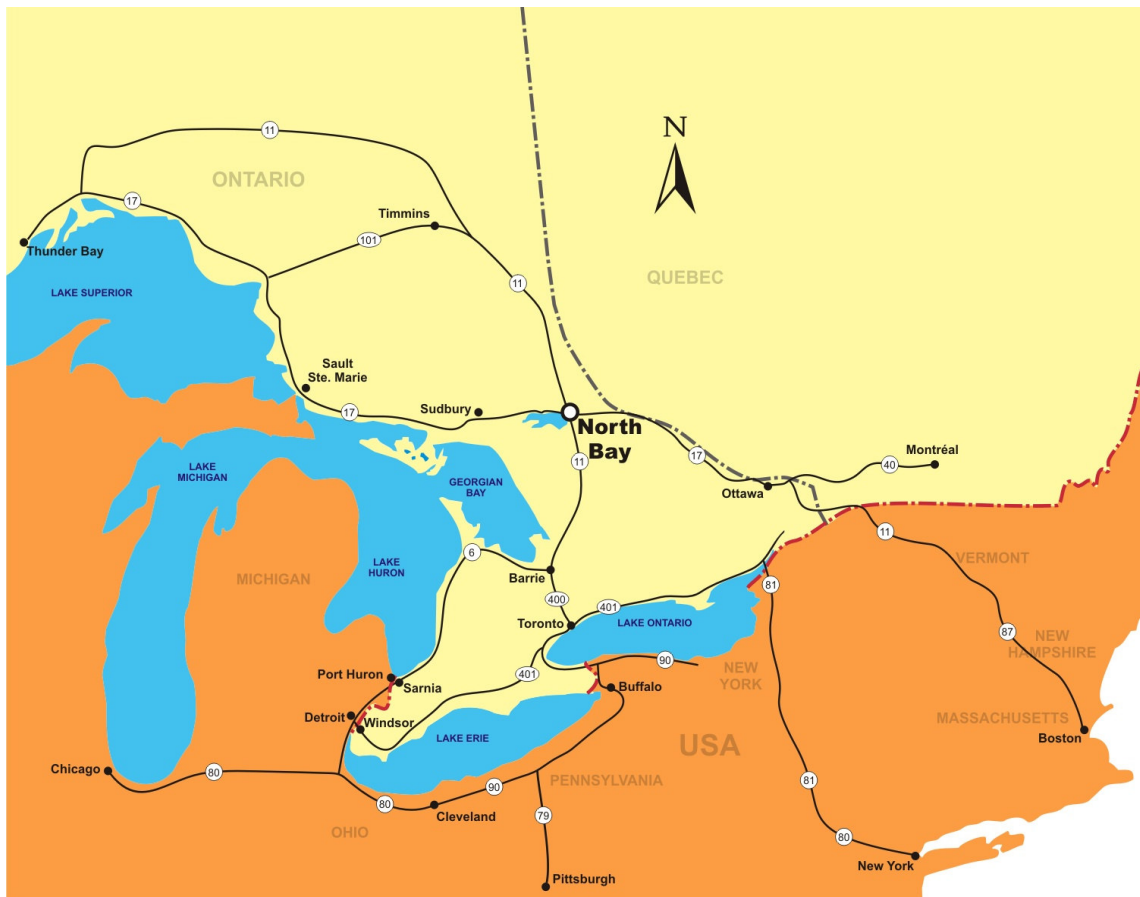 N
11
ONTARIO
17
Timmins
101
Thunder Bay
11
QUEBEC
LAKE SUPERIOR
Sault
Ste. Marie
17
Sudbury
North
Bay
11
17
Montréal
40
Ottawa
LAKE
MICHIGAN
GEORGIAN
BAY
11
VERMONT
6
LAKE
HURON
MICHIGAN
Barrie
81
400
401
Toronto
LAKE ONTARIO
87
NEW
HAMPSHIRE
90
401
NEW
YORK
Port Huron
Sarnia
Buffalo
Detroit
Windsor
MASSACHUSETTS
Boston
LAKE ERIE
USA
Chicago
80
90
PENNSYLVANIA
81
80
Cleveland
79
OHIO
80
New York
Pittsburgh